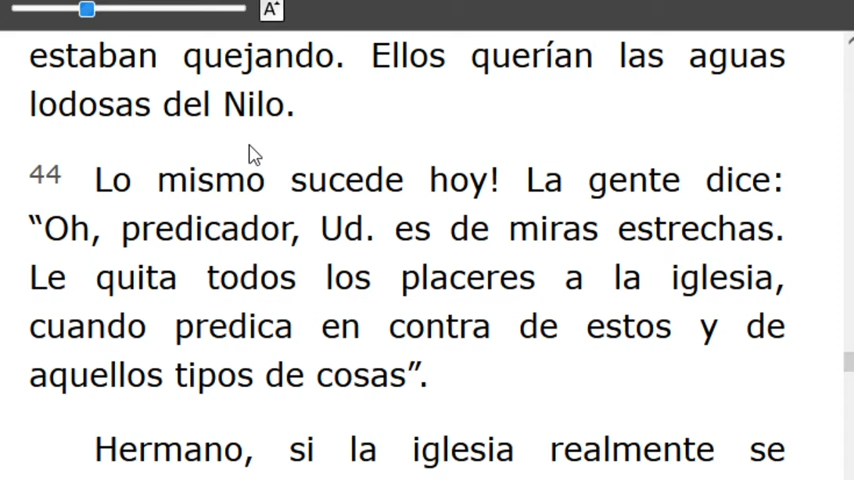 A
estaban quejando. Ellos querían las aguas
lodosas del Nilo.
44 Lo mismo sucede hoy! La gente dice:
“Oh, predicador, Ud. es de miras estrechas.
Le quita todos los placeres a la iglesia,
cuando predica en contra de estos y de
aquellos tipos de cosas”.
Hermano, si la iglesia realmente se